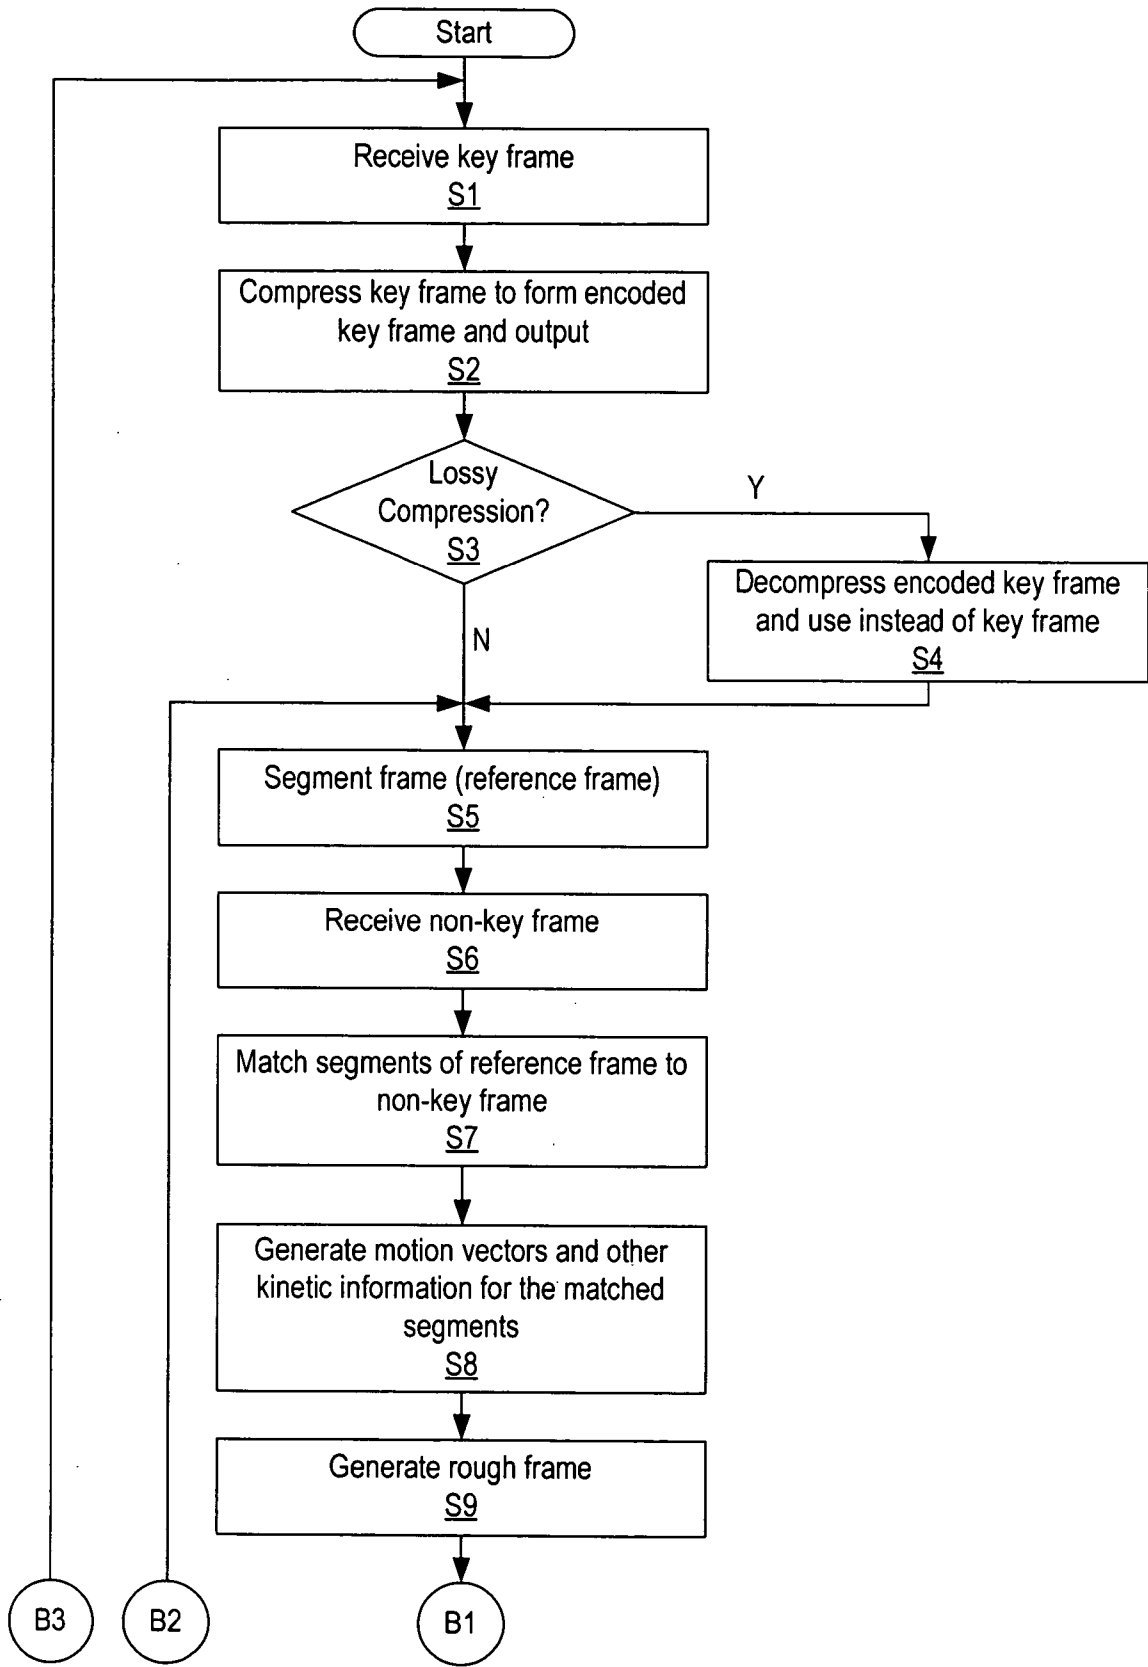 Start
Receive key frame
S1
Compress key frame to form encoded
key frame and output
S2
Lossy
Compression?
S3
Y
Decompress encoded key frame
and use instead of key frame
S4
N
Segment frame (reference frame)
S5
Receive non-key frame
S6
Match segments of reference frame to
non-key frame
S7
Generate motion vectors and other
kinetic information for the matched
segments
S8
Generate rough frame
S9
B3
B2
B1